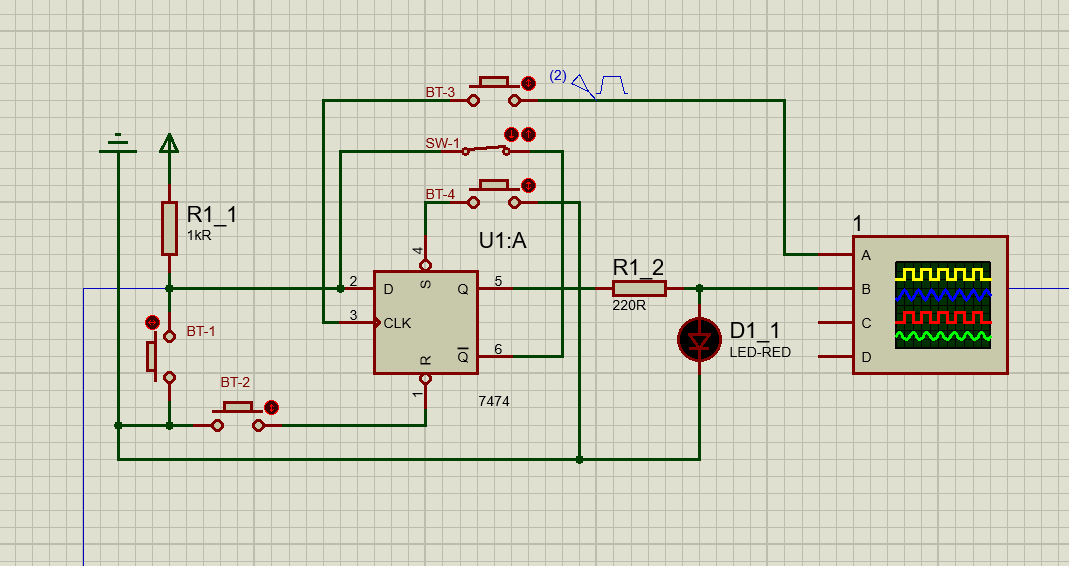 BT-3
(2)
SW-1
BT-4
U1:A
R1_1
1kR
4
S
2
D
Q
5
3
CLK
6
Q
R
1
7474
BT-1
BT-2
R1_2
220R
D1_1
LED-RED
1
A
B
C
D